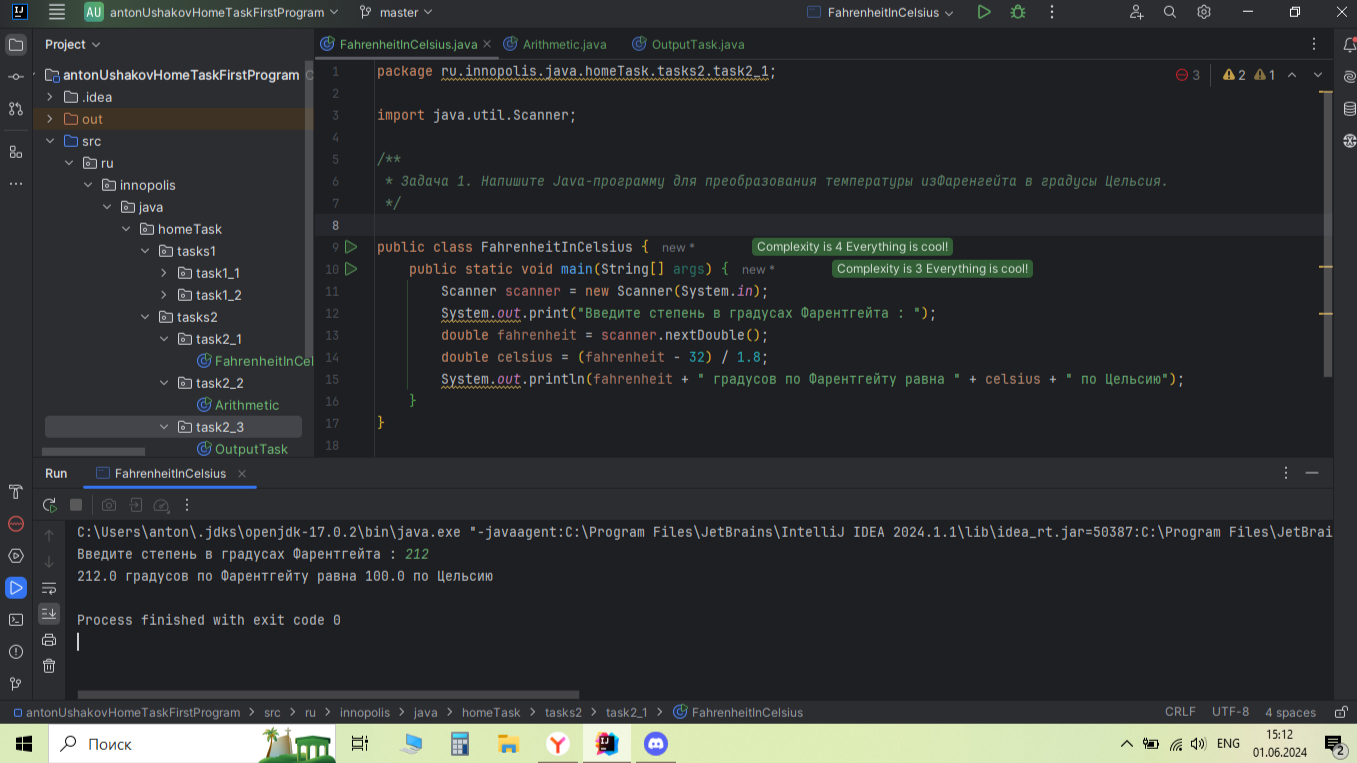 antonUshakovHomeTaskFirstProgram
master
FahrenheitInCelsius
Project
FahrenheitInCelsius.java
Arithmetic.java
OutputTask.java
antonUshakovHomeTaskFirstProgram
.idea
out
src
ru
innopolis
java
homeTask
tasks1
task1_1
task1_2
tasks2
task2_1
FahrenheitInCel
task2_2
Arithmetic
task2_3
OutputTask
3 2 1
1 package ru.innopolis.java.homeTask.tasks2.task2_1;
2
3 import java.util.Scanner;
4
5 /**
6 * Задача 1. Напишите Java-программу для преобразования температуры изФаренгейта в градусы Цельсия.
7 */
8
9 public class FahrenheitInCelsius { new * Complexity is 4 Everything is cool!
10 public static void main(String[] args) { new * Complexity is 3 Everything is cool!
11 Scanner scanner = new Scanner(System.in);
12 System.out.print("Введите степень в градусах Фарентгейта : ");
13 double fahrenheit = scanner.nextDouble();
14 double celsius = (fahrenheit - 32) / 1.8;
15 System.out.println(fahrenheit + " градусов по Фарентгейту равна " + celsius + " по Цельсию");
16 }
17 }
18
Run FahrenheitInCelsius
C:\Users\anton\.jdks\openjdk-17.0.2\bin\java.exe "-javaagent:C:\Program Files\JetBrains\IntelliJ IDEA 2024.1.1\lib\idea_rt.jar=50387:C:\Program Files\JetBrai
Введите степень в градусах Фарентгейта : 212
212.0 градусов по Фарентгейту равна 100.0 по Цельсию
Process finished with exit code 0
antonUshakovHomeTaskFirstProgram > src > ru > innopolis > java > homeTask > tasks2 > task2_1 > FahrenheitInCelsius
CRLF UTF-8 4 spaces
Поиск
ENG
15:12
01.06.2024
2